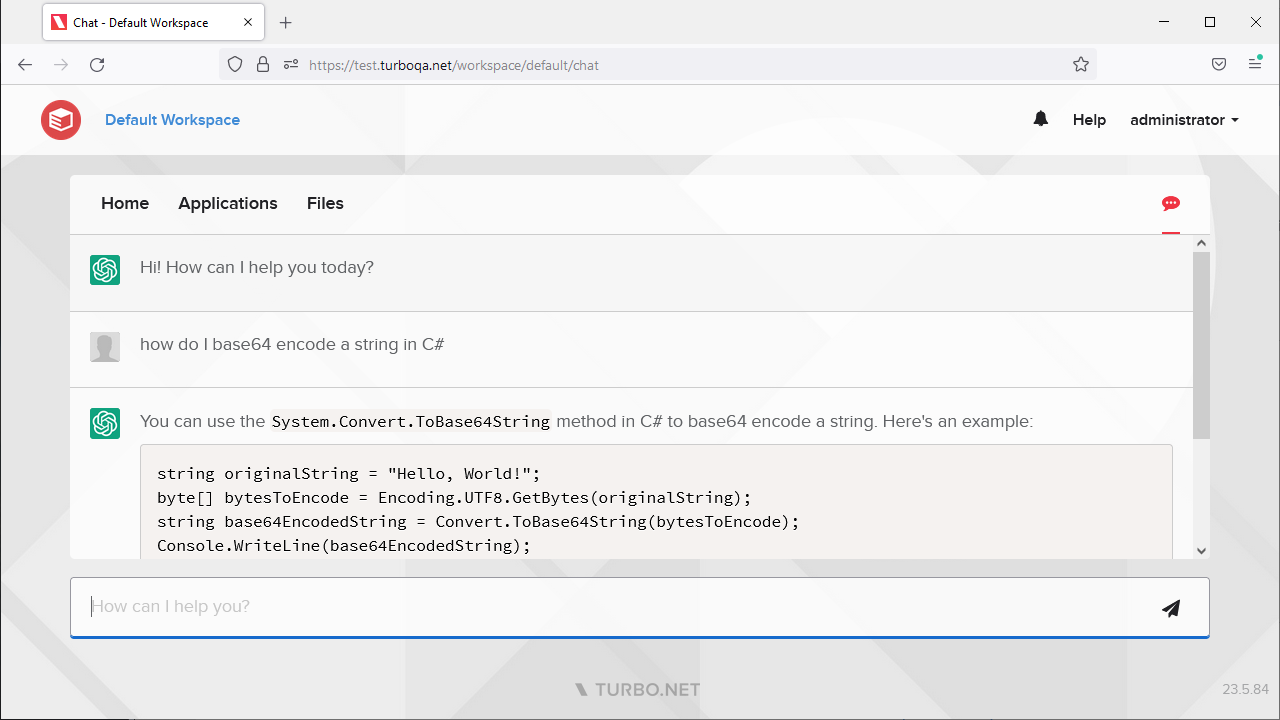 Chat - Default Workspace
https://test.turboqa.net/workspace/default/chat
Default Workspace
Help
administrator
Home Applications Files
Hi! How can I help you today?
how do I base64 encode a string in C#
You can use the System.Convert.ToBase64String method in C# to base64 encode a string. Here's an example:
string originalString = "Hello, World!";
byte[] bytesToEncode = Encoding.UTF8.GetBytes(originalString);
string base64EncodedString = Convert.ToBase64String(bytesToEncode);
Console.WriteLine(base64EncodedString);
How can I help you?
TURBO.NET
23.5.84